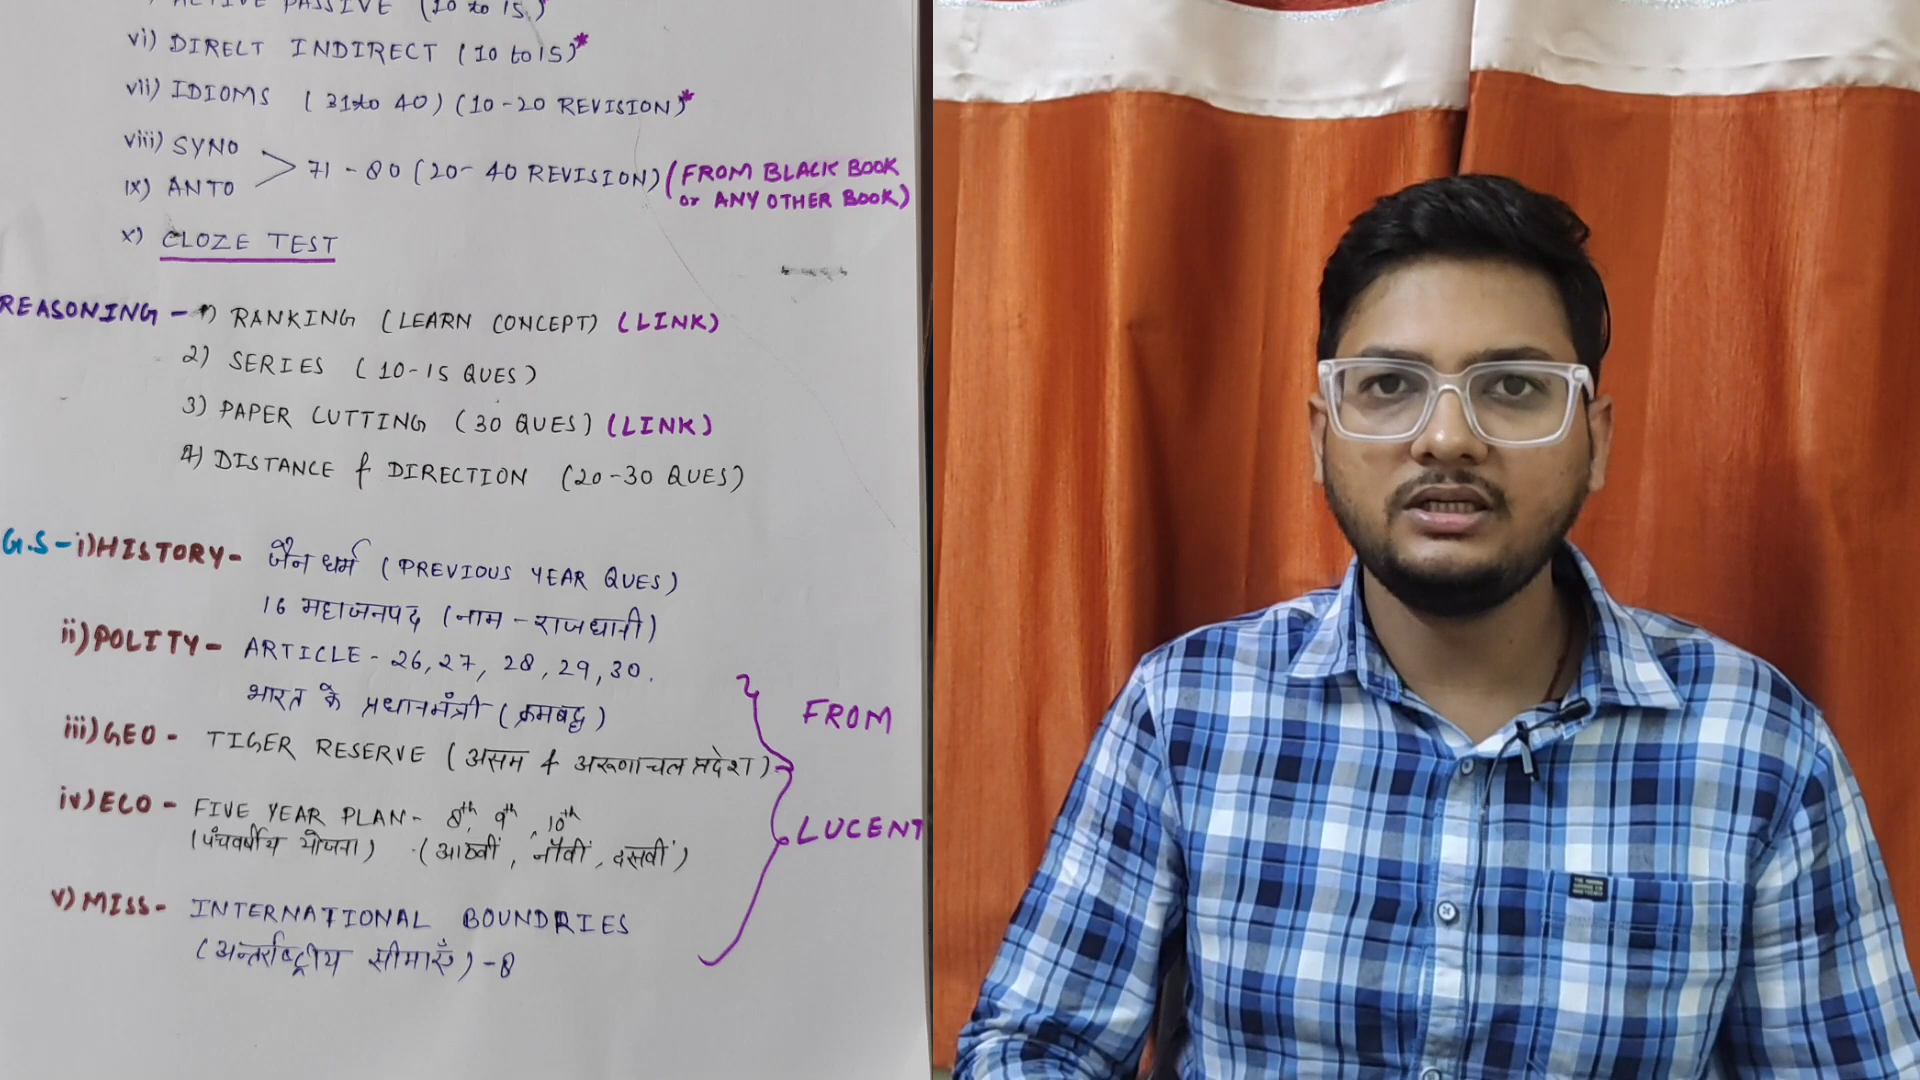 ACTIVE PASSIVE (10 to 15)
vi) DIRECT INDIRECT (10 to 15)*
vii) IDIOMS (31 to 40) (10-20 REVISION)*
viii) SYNO
ix) ANTO
> 71 - 80 (20-40 REVISION) (FROM BLACK BOOK
or ANY OTHER BOOK)
x) CLOZE TEST
REASONING - 1) RANKING (LEARN CONCEPT) (LINK)
2) SERIES (10-15 QUES)
3) PAPER CUTTING (30 QUES) (LINK)
4) DISTANCE & DIRECTION (20-30 QUES)
G.S - i) HISTORY - जैन धर्म (PREVIOUS YEAR QUES)
16 महाजनपद (नाम - राजधानी)
ii) POLITY - ARTICLE - 26, 27, 28, 29, 30.
भारत के प्रधानमंत्री (क्रमबद्ध)
iii) GEO - TIGER RESERVE (असम & अरूणाचल प्रदेश)
iv) ECO - FIVE YEAR PLAN - 8th, 9th, 10th
(पंचवर्षीय योजना) (आठवीं, नौवीं, दसवीं)
v) MISS - INTERNATIONAL BOUNDRIES
(अन्तर्राष्ट्रीय सीमाएँ) - 8
FROM
LUCENT